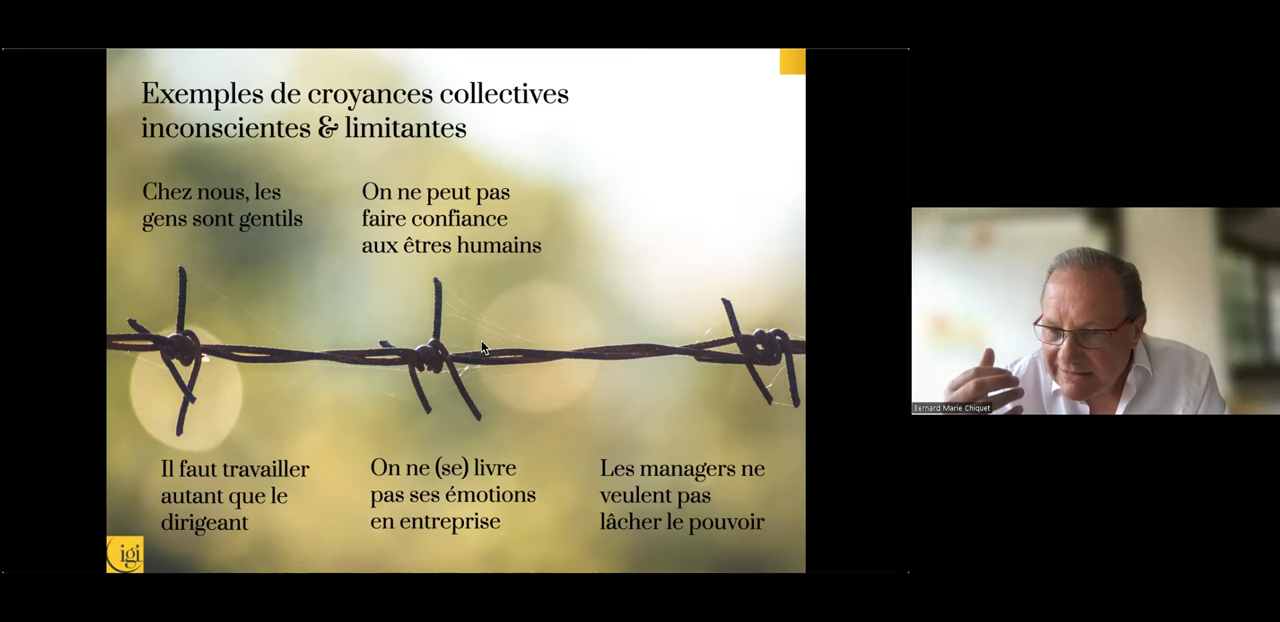 Exemples de croyances collectives
inconscientes & limitantes
Chez nous, les
gens sont gentils
On ne peut pas
faire confiance
aux êtres humains
Il faut travailler
autant que le
dirigeant
On ne (se) livre
pas ses émotions
en entreprise
Les managers ne
veulent pas
lâcher le pouvoir
igi
Bernard Marie Chiquet